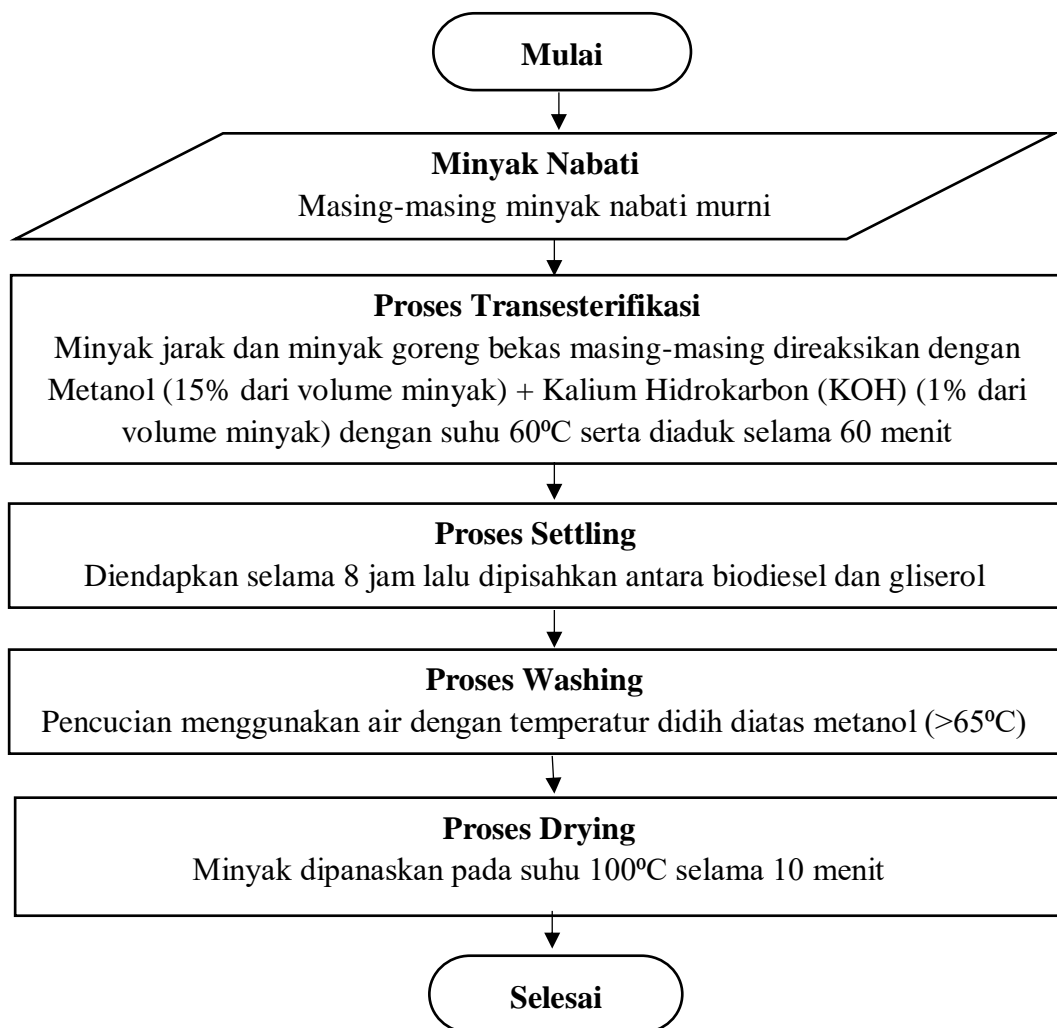 Mulai
Minyak Nabati
Masing-masing minyak nabati murni
Proses Transesterifikasi
Minyak jarak dan minyak goreng bekas masing-masing direaksikan dengan
Metanol (15% dari volume minyak) + Kalium Hidrokarbon (KOH) (1% dari
volume minyak) dengan suhu 60⁰C serta diaduk selama 60 menit
Proses Settling
Diendapkan selama 8 jam lalu dipisahkan antara biodiesel dan gliserol
Proses Washing
Pencucian menggunakan air dengan temperatur didih diatas metanol (>65⁰C)
Proses Drying
Minyak dipanaskan pada suhu 100⁰C selama 10 menit
Selesai